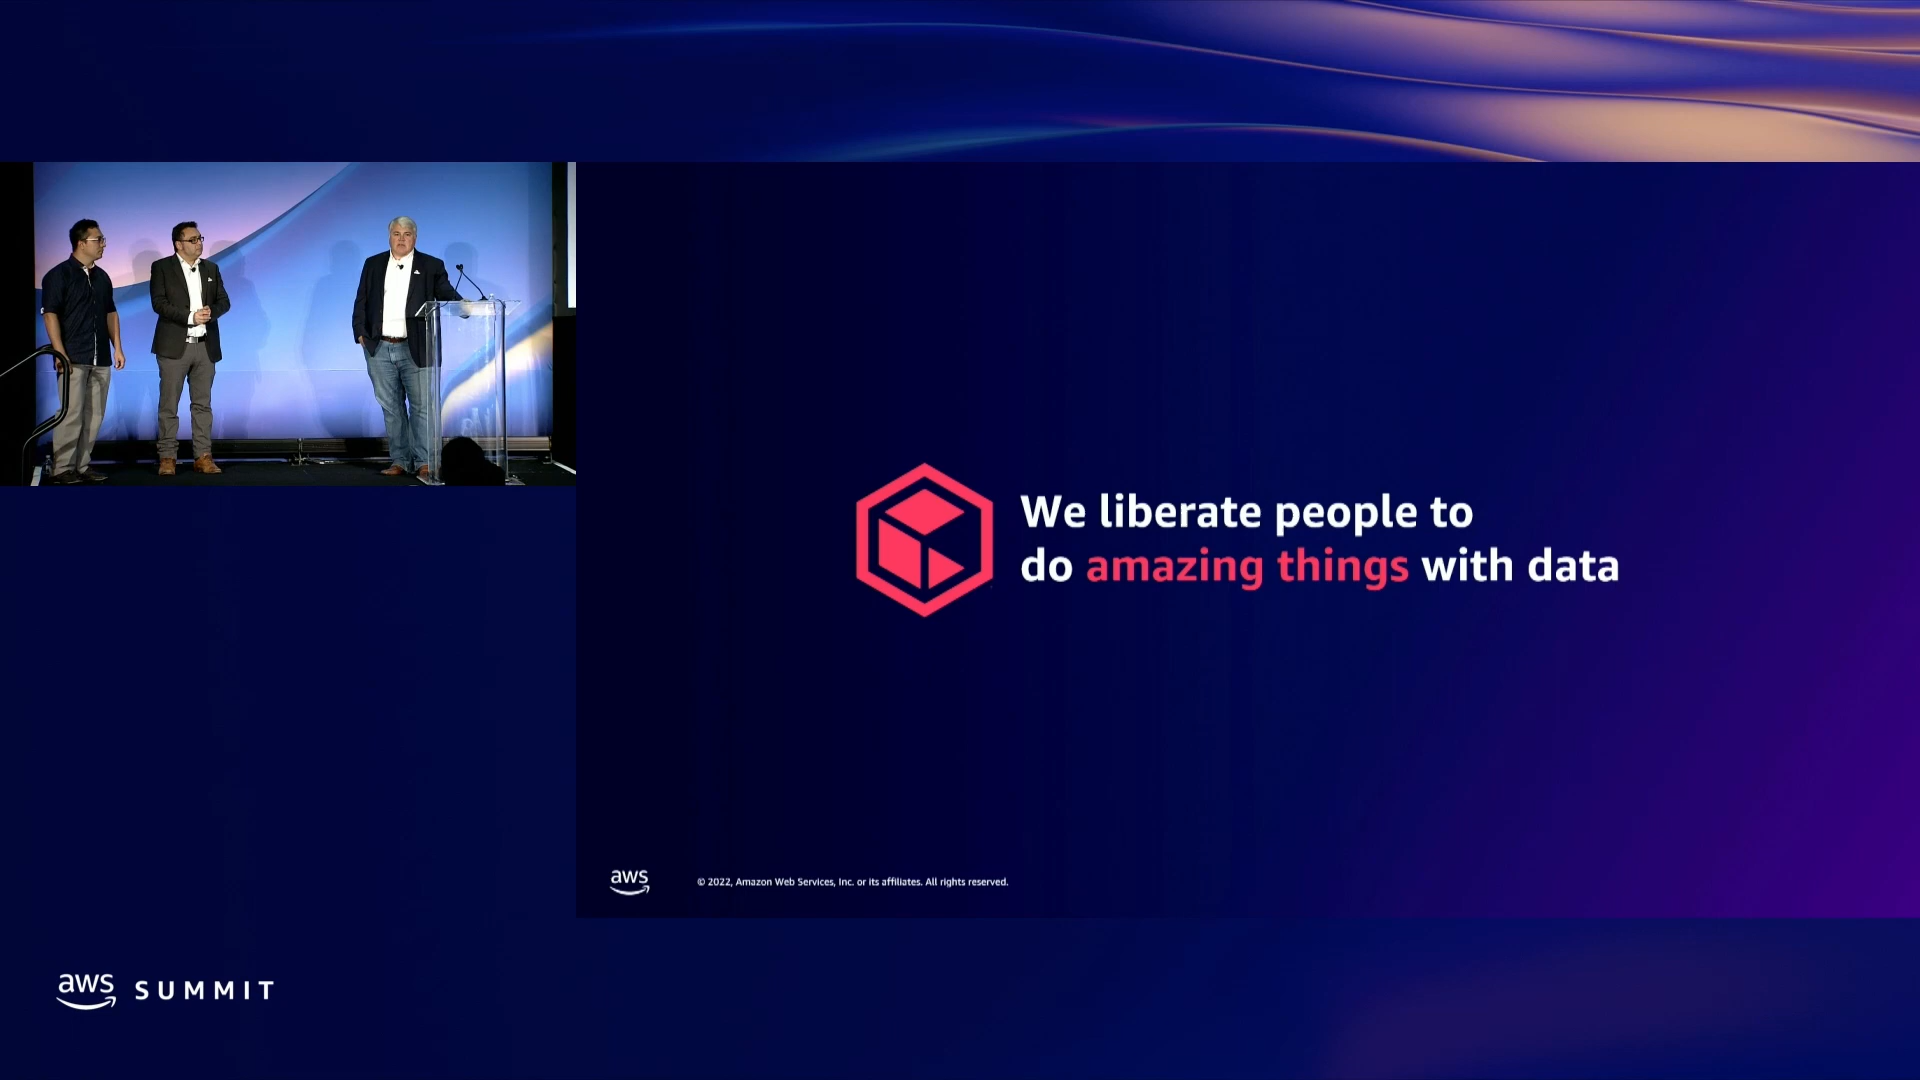 We liberate people to
do amazing things with data
aws
© 2022, Amazon Web Services, Inc. or its affiliates. All rights reserved.
aws SUMMIT